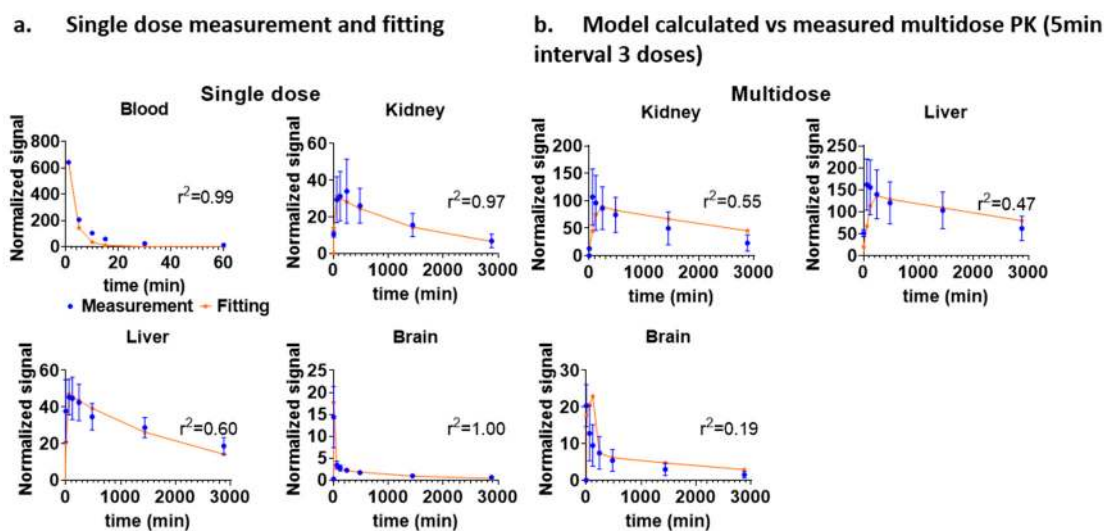 a. Single dose measurement and fitting
b. Model calculated vs measured multidose PK (5min
interval 3 doses)
Single dose
Blood
Normalized signal
800
600
400
200
0
0 20 40 60
time (min)
r²=0.99
Kidney
Normalized signal
60
40
20
0
0 1000 2000 3000
time (min)
r²=0.97
Measurement Fitting
Liver
Normalized signal
60
40
20
0
0 1000 2000 3000
time (min)
r²=0.60
Brain
Normalized signal
25
20
15
10
5
0
0 1000 2000 3000
time (min)
r²=1.00
Multidose
Kidney
Normalized signal
200
150
100
50
0
0 1000 2000 3000
time (min)
r²=0.55
Liver
Normalized signal
250
200
150
100
50
0
0 1000 2000 3000
time (min)
r²=0.47
Brain
Normalized signal
30
20
10
0
0 1000 2000 3000
time (min)
r²=0.19